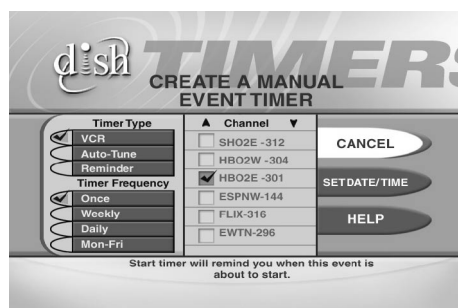 dish
TIMERS
CREATE A MANUAL
EVENT TIMER
Timer Type
VCR
Auto-Tune
Reminder
Timer Frequency
Once
Weekly
Daily
Mon-Fri
▲ Channel ▼
SHO2E -312
HBO2W -304
HBO2E -301
ESPNW-144
FLIX-316
EWTN-296
CANCEL
SET DATE/TIME
HELP
Start timer will remind you when this event is
about to start.